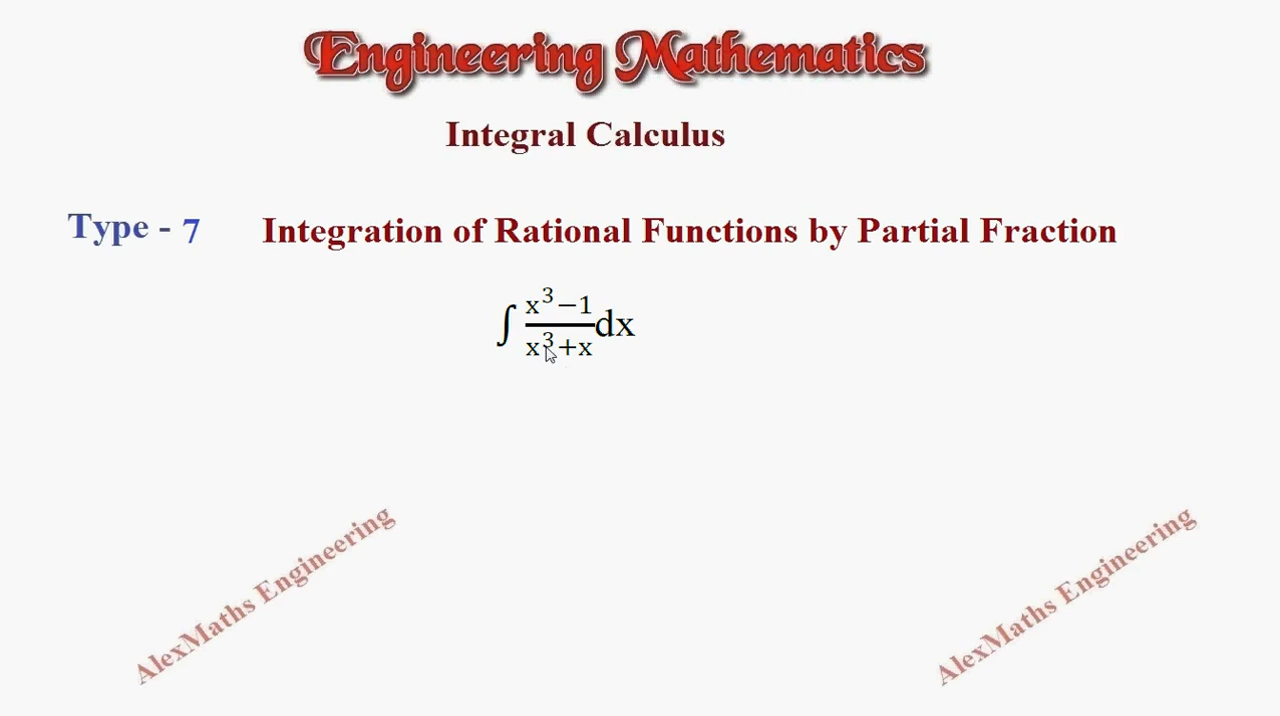 Engineering Mathematics
Integral Calculus
Type - 7 Integration of Rational Functions by Partial Fraction
∫ (x³−1)/(x³+x) dx
AlexMaths Engineering
AlexMaths Engineering